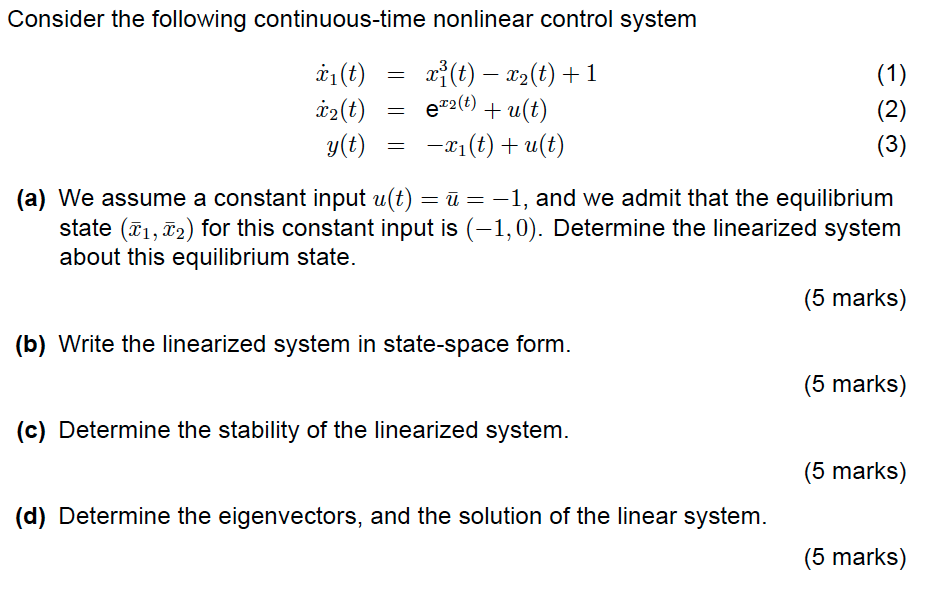 Consider the following continuous-time nonlinear control system
ẋ₁(t) = x₁³(t) − x₂(t) + 1 (1)
ẋ₂(t) = e^{x₂(t)} + u(t) (2)
y(t) = −x₁(t) + u(t) (3)
(a) We assume a constant input u(t) = ū = −1, and we admit that the equilibrium
state (x̄₁, x̄₂) for this constant input is (−1, 0). Determine the linearized system
about this equilibrium state.
(5 marks)
(b) Write the linearized system in state-space form.
(5 marks)
(c) Determine the stability of the linearized system.
(5 marks)
(d) Determine the eigenvectors, and the solution of the linear system.
(5 marks)